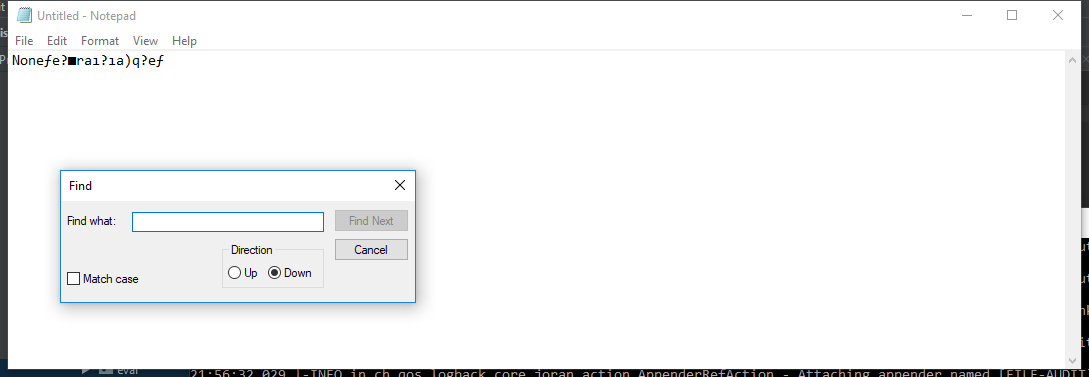 Untitled - Notepad
File Edit Format View Help
Noneƒe?■raı?ıa)q?eƒ
Find
Find what:
Find Next
Direction
Cancel
Up Down
Match case
eval
21:56:32,029 |-INFO in ch.qos.logback.core.joran.action.AppenderRefAction - Attaching appender named [FILE-AUDIT